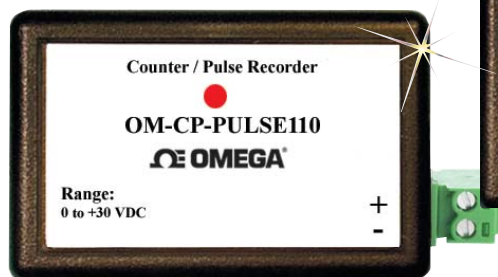 Counter / Pulse Recorder
OM-CP-PULSE110
OMEGA®
Range:
0 to +30 VDC
+
-